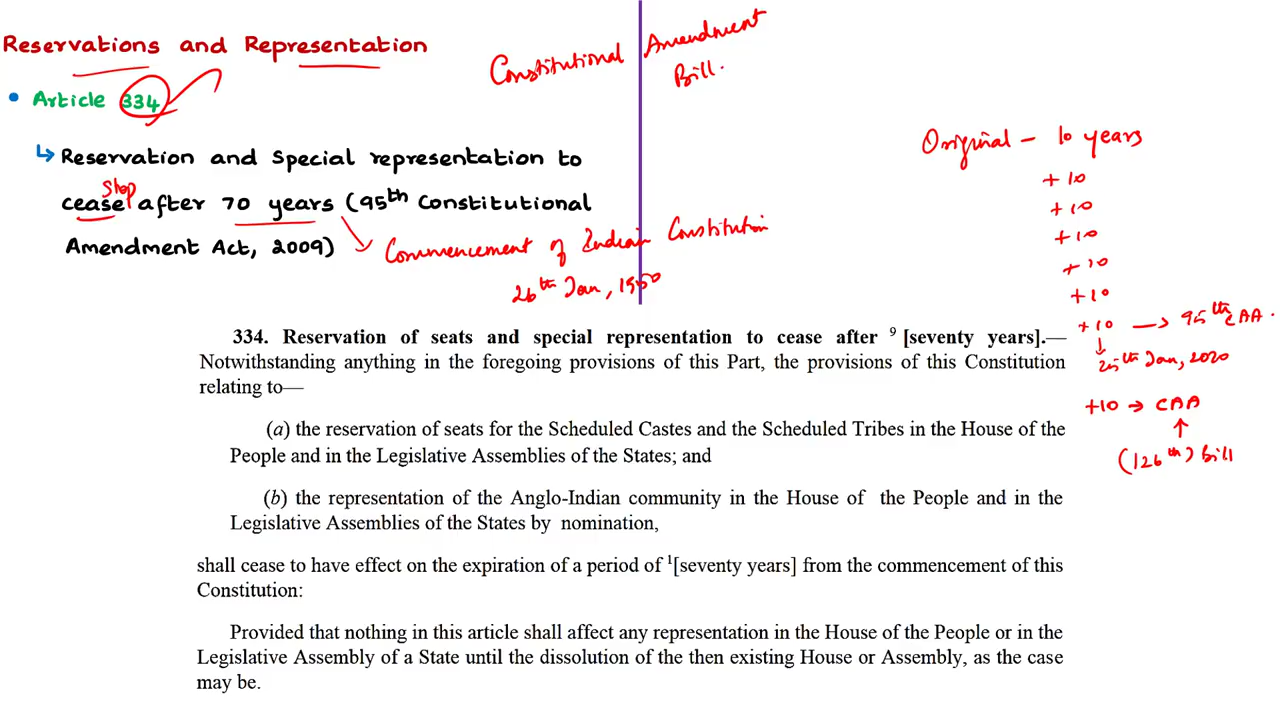 Reservations and Representation
Constitutional Amendment
Bill.
• Article 334
↳ Reservation and Special representation to
cease after 70 years (95th Constitutional
Stop
Amendment Act, 2009)
Commencement of Indian Constitution
26th Jan, 1950
Original - 10 years
+10
+10
+10
+10
+10
+10 → 95th CAA.
25th Jan, 2020
+10 → CAA
(126th) Bill
334. Reservation of seats and special representation to cease after 9 [seventy years].—
Notwithstanding anything in the foregoing provisions of this Part, the provisions of this Constitution
relating to—
(a) the reservation of seats for the Scheduled Castes and the Scheduled Tribes in the House of the
People and in the Legislative Assemblies of the States; and
(b) the representation of the Anglo-Indian community in the House of the People and in the
Legislative Assemblies of the States by nomination,
shall cease to have effect on the expiration of a period of 1[seventy years] from the commencement of this
Constitution:
Provided that nothing in this article shall affect any representation in the House of the People or in the
Legislative Assembly of a State until the dissolution of the then existing House or Assembly, as the case
may be.